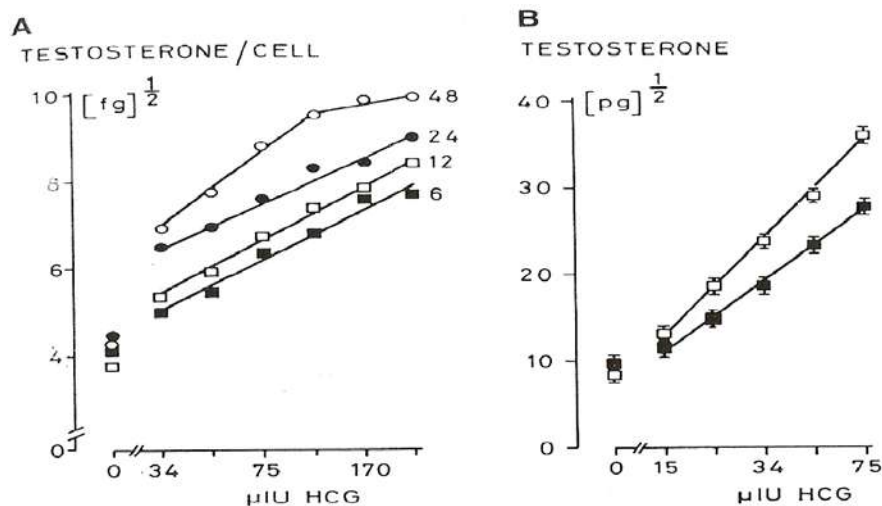 A
TESTOSTERONE / CELL
[fg]½
10
8
6
4
0
48
24
12
6
0 34 75 170
µIU HCG
B
TESTOSTERONE
[pg]½
40
30
20
10
0
0 15 34 75
µIU HCG